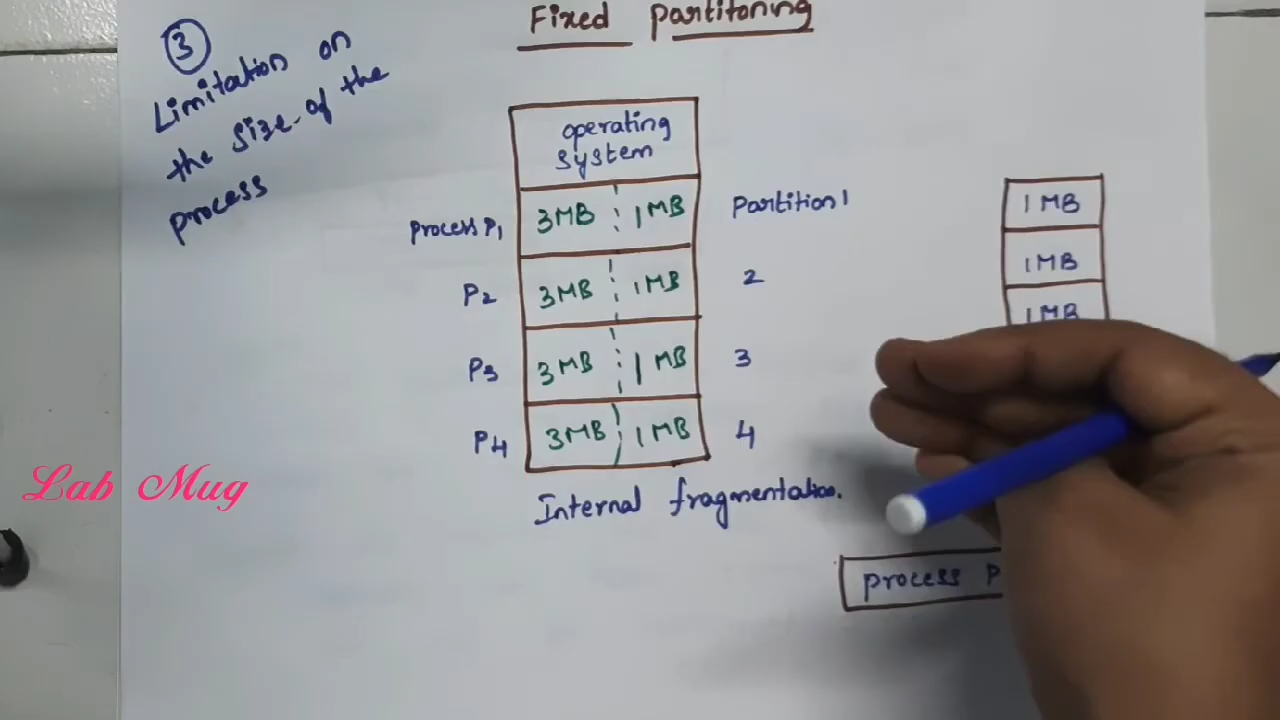 Fixed Partitoning
3
Limitation on
the size of the
process
operating
system
Process P1 3MB 1MB Partition 1
P2 3MB 1MB 2
P3 3MB 1MB 3
P4 3MB 1MB 4
Internal fragmentation.
1MB
1MB
1MB
process P
Lab Mug